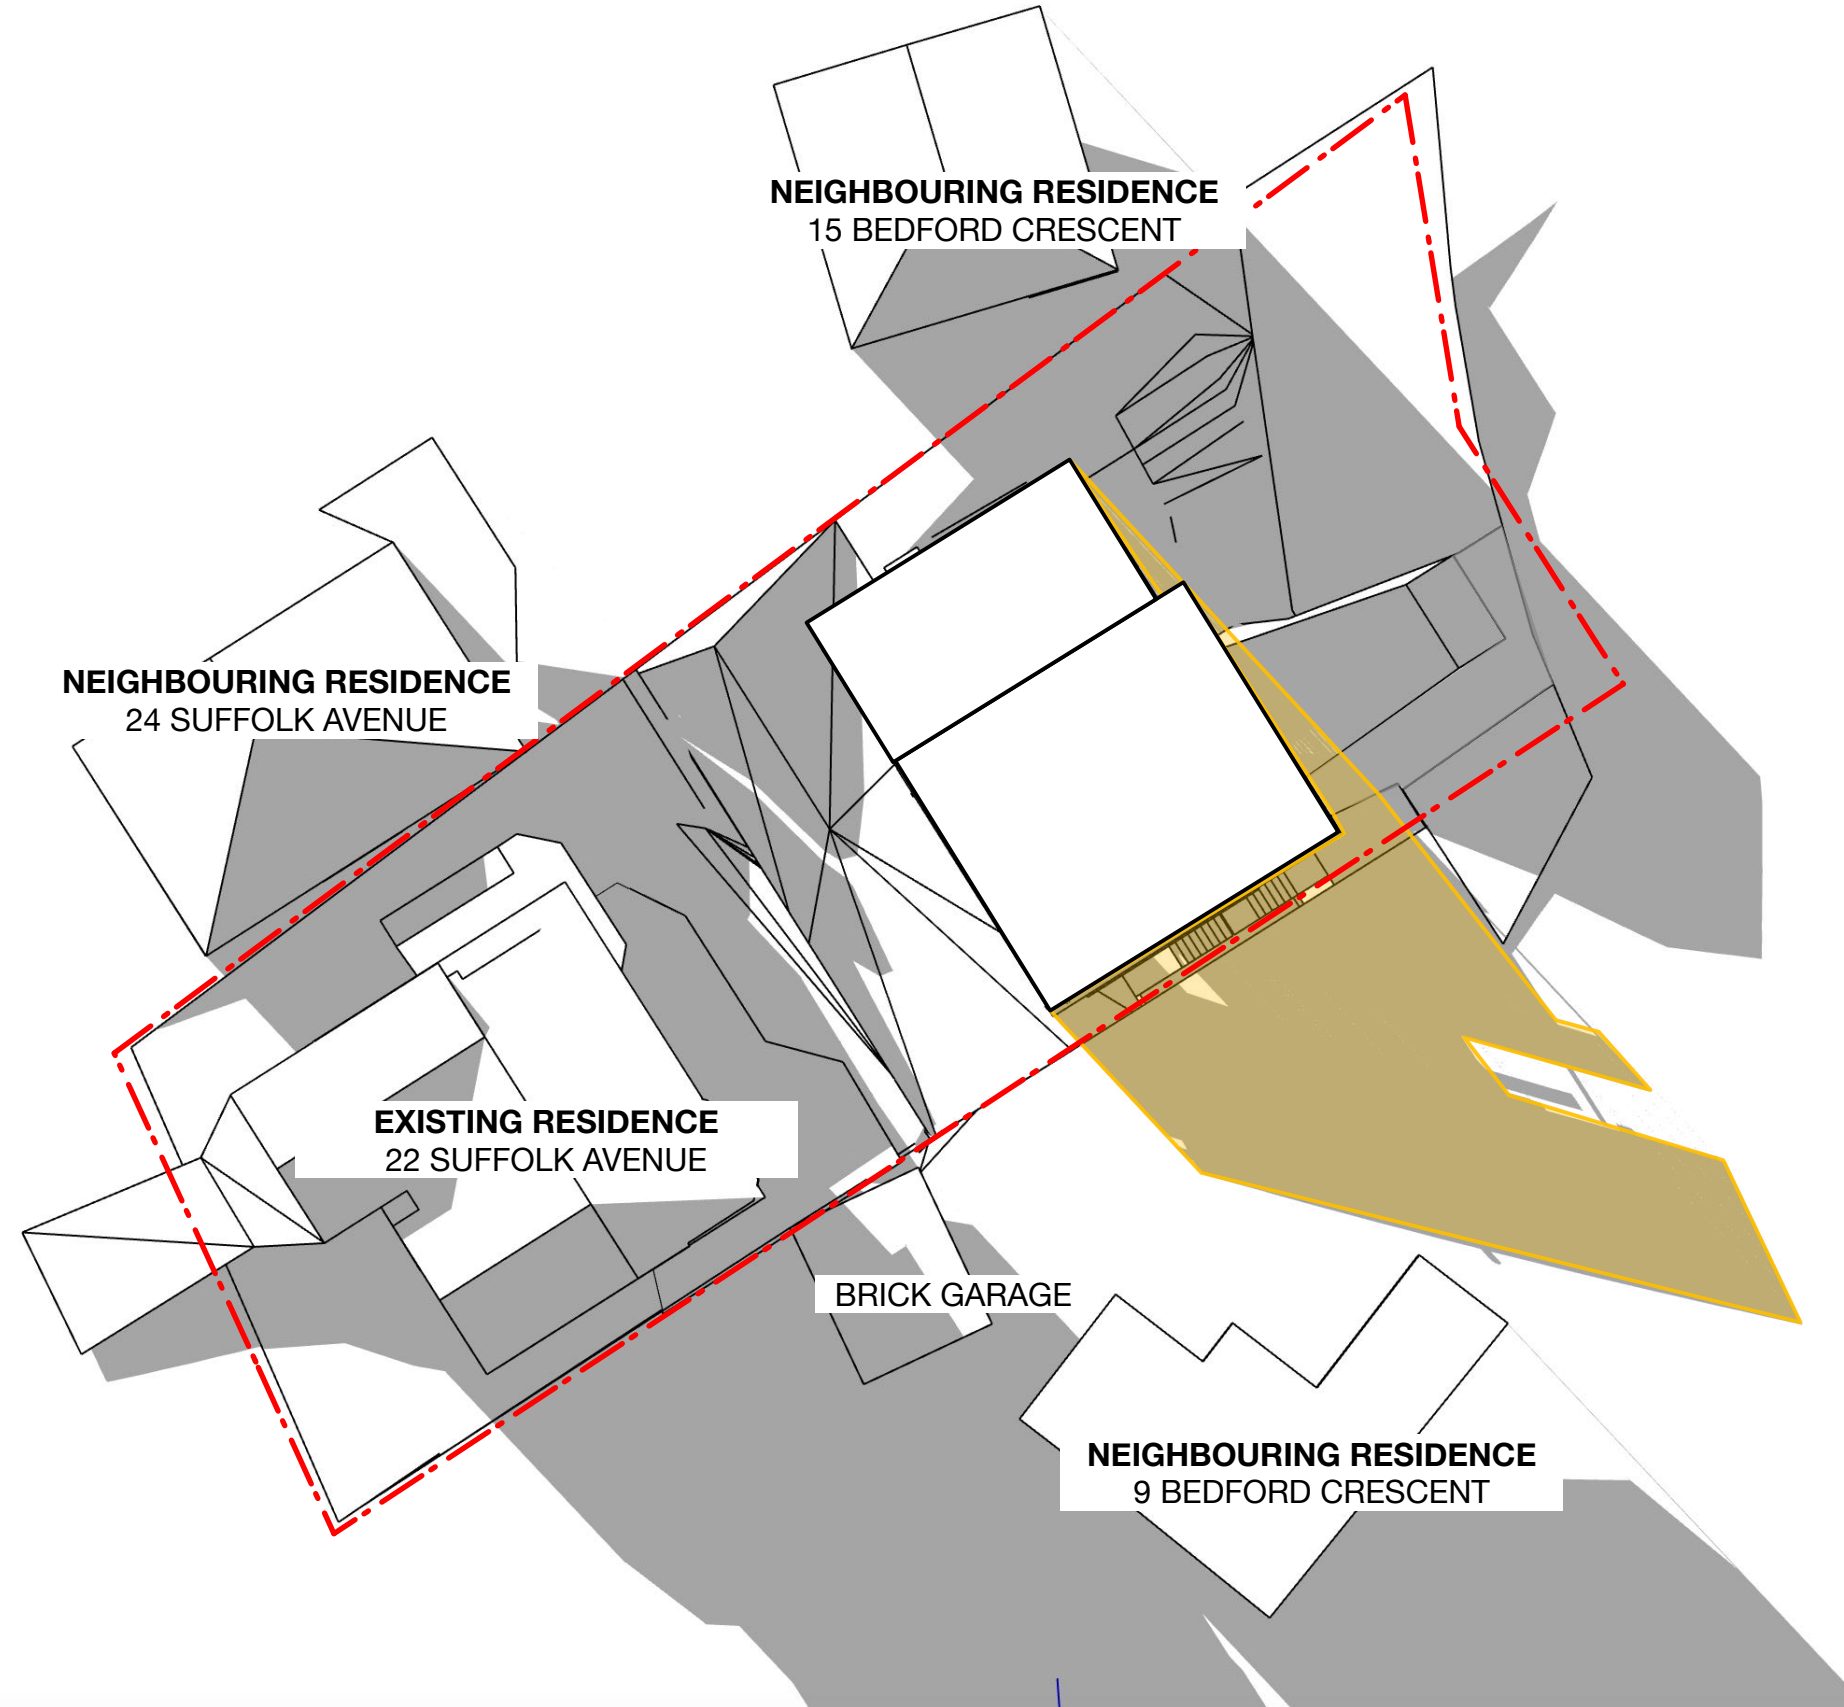 NEIGHBOURING RESIDENCE
15 BEDFORD CRESCENT
NEIGHBOURING RESIDENCE
24 SUFFOLK AVENUE
EXISTING RESIDENCE
22 SUFFOLK AVENUE
BRICK GARAGE
NEIGHBOURING RESIDENCE
9 BEDFORD CRESCENT